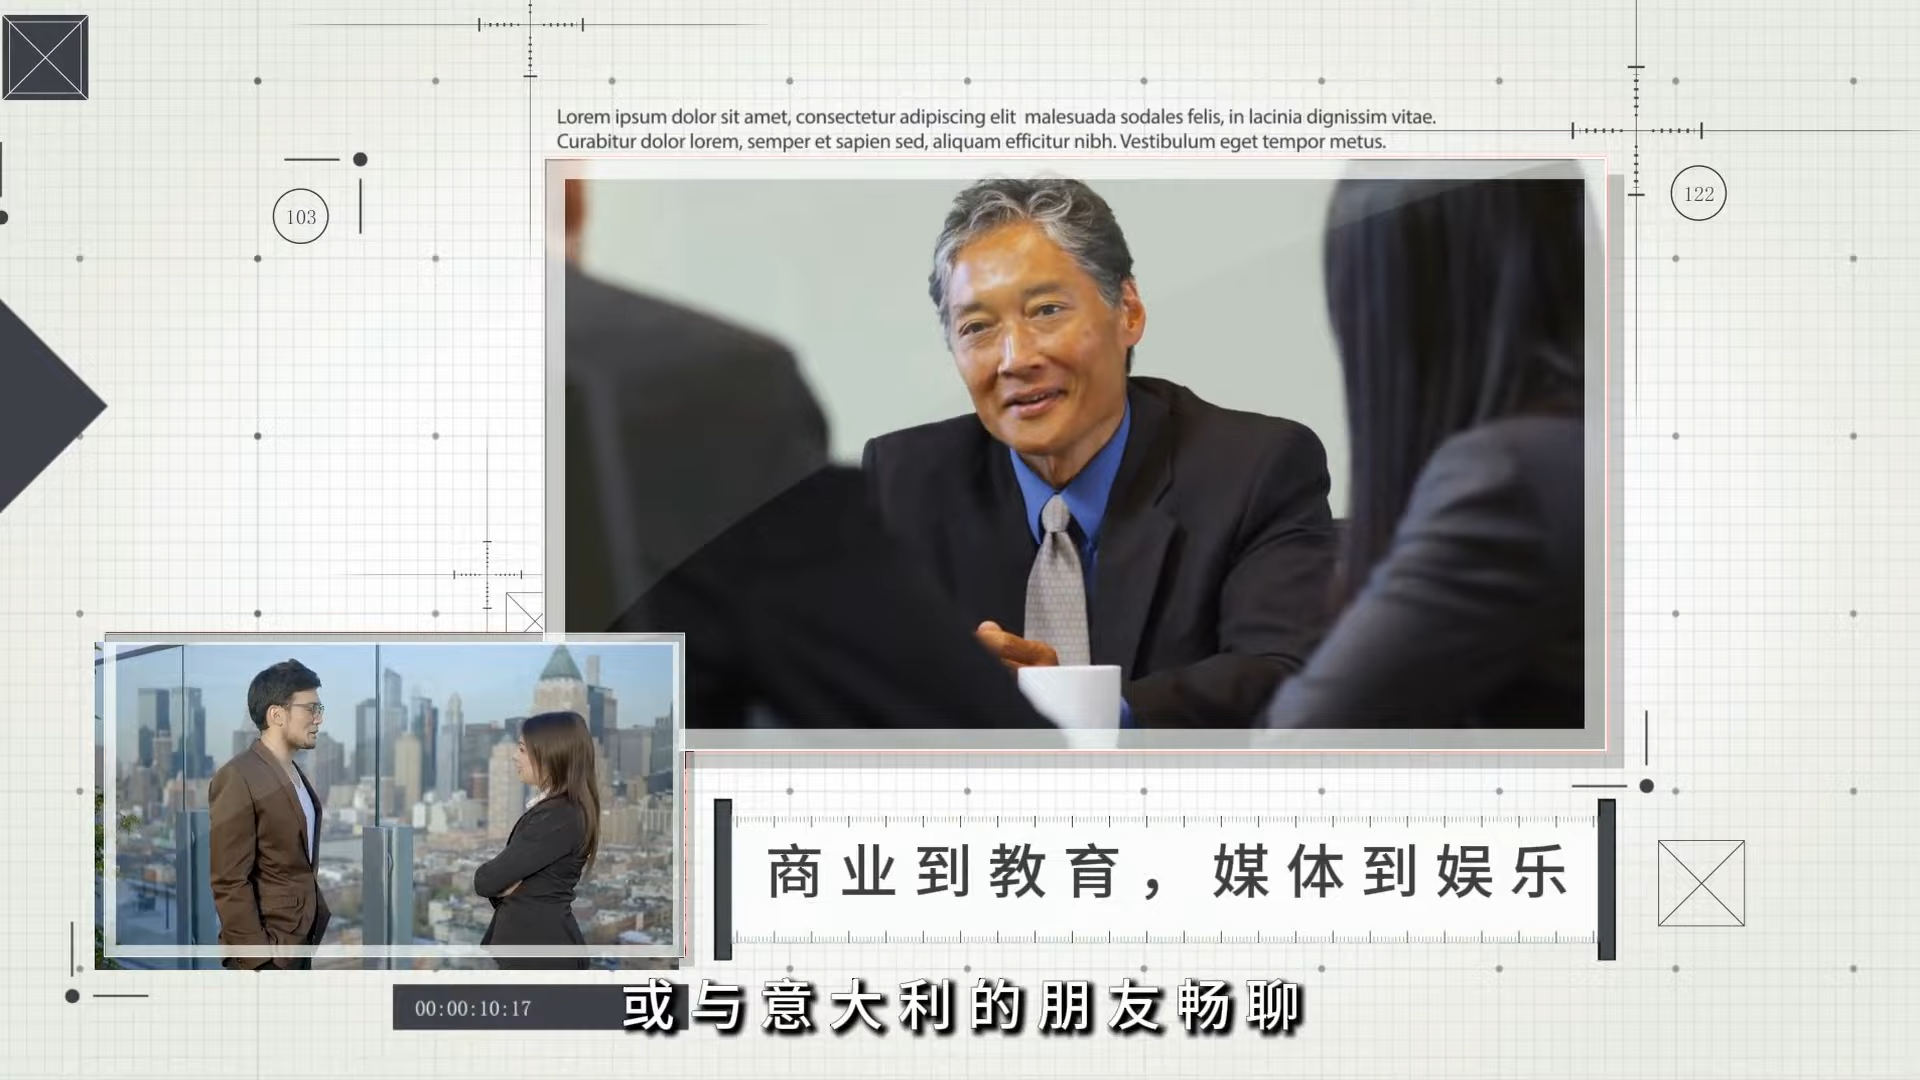 Lorem ipsum dolor sit amet, consectetur adipiscing elit  malesuada sodales felis, in lacinia dignissim vitae.
Curabitur dolor lorem, semper et sapien sed, aliquam efficitur nibh. Vestibulum eget tempor metus.
103
122
商业到教育，媒体到娱乐
00:00:10:17
或与意大利的朋友畅聊